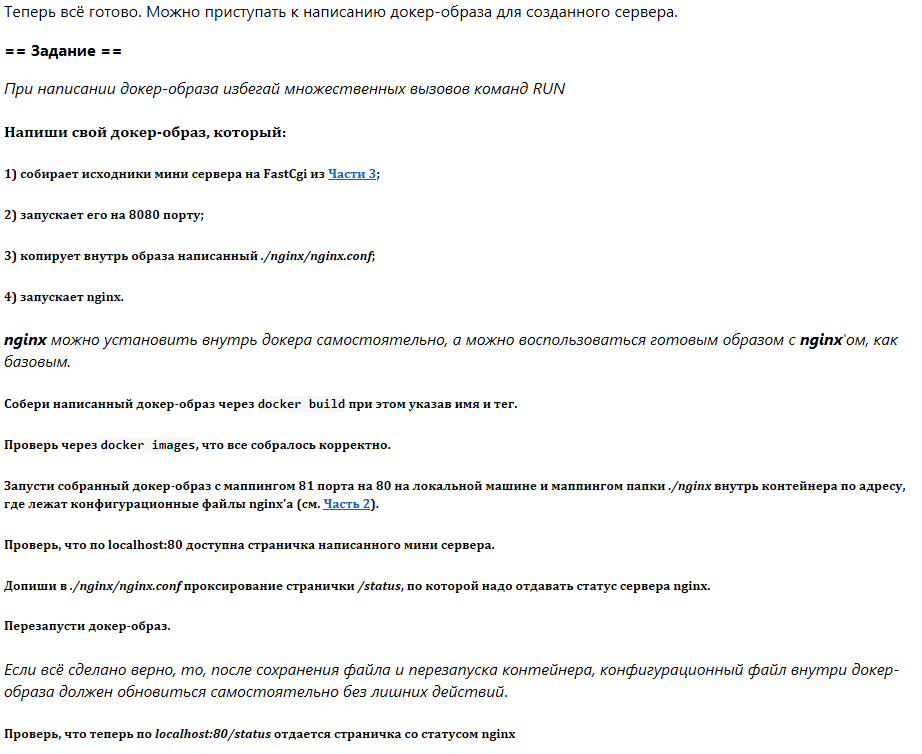 Теперь всё готово. Можно приступать к написанию докер-образа для созданного сервера.
== Задание ==
При написании докер-образа избегай множественных вызовов команд RUN
Напиши свой докер-образ, который:
1) собирает исходники мини сервера на FastCgi из Части 3;
2) запускает его на 8080 порту;
3) копирует внутрь образа написанный ./nginx/nginx.conf;
4) запускает nginx.
nginx можно установить внутрь докера самостоятельно, а можно воспользоваться готовым образом с nginx'ом, как
базовым.
Собери написанный докер-образ через docker build при этом указав имя и тег.
Проверь через docker images, что все собралось корректно.
Запусти собранный докер-образ с маппингом 81 порта на 80 на локальной машине и маппингом папки ./nginx внутрь контейнера по адресу,
где лежат конфигурационные файлы nginx'а (см. Часть 2).
Проверь, что по localhost:80 доступна страничка написанного мини сервера.
Допиши в ./nginx/nginx.conf проксирование странички /status, по которой надо отдавать статус сервера nginx.
Перезапусти докер-образ.
Если всё сделано верно, то, после сохранения файла и перезапуска контейнера, конфигурационный файл внутри докер-
образа должен обновиться самостоятельно без лишних действий.
Проверь, что теперь по localhost:80/status отдается страничка со статусом nginx